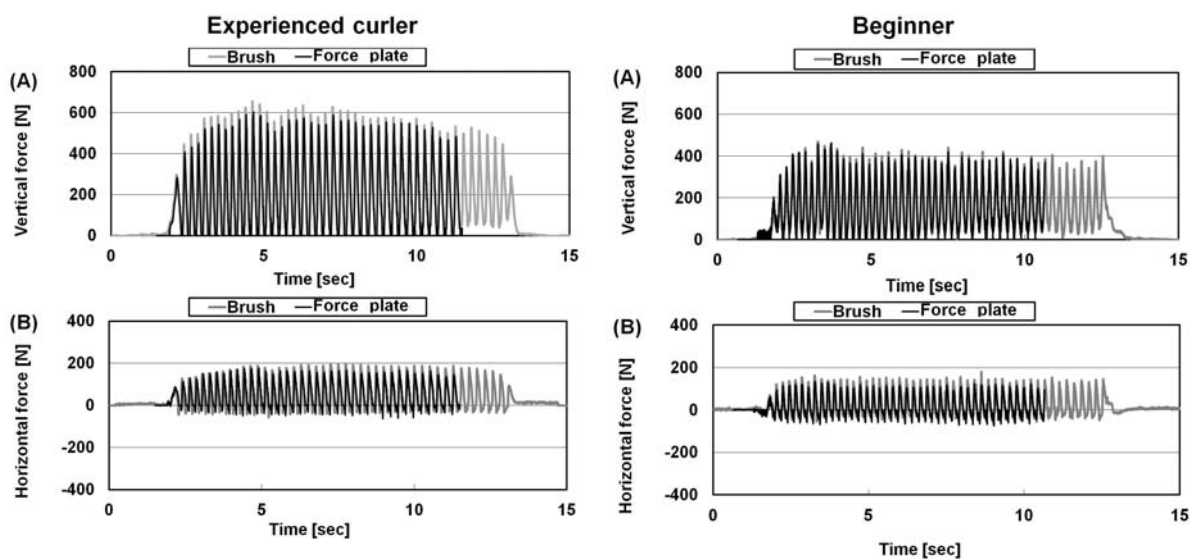 Experienced curler
Brush Force plate
(A)
Vertical force [N]
800
600
400
200
0
0 5 10 15
Time [sec]
Brush Force plate
(B)
Horizontal force [N]
400
200
0
-200
-400
0 5 10 15
Time [sec]
Beginner
Brush Force plate
(A)
Vertical force [N]
800
600
400
200
0
0 5 10 15
Time [sec]
Brush Force plate
(B)
Horizontal force [N]
400
200
0
-200
-400
0 5 10 15
Time [sec]